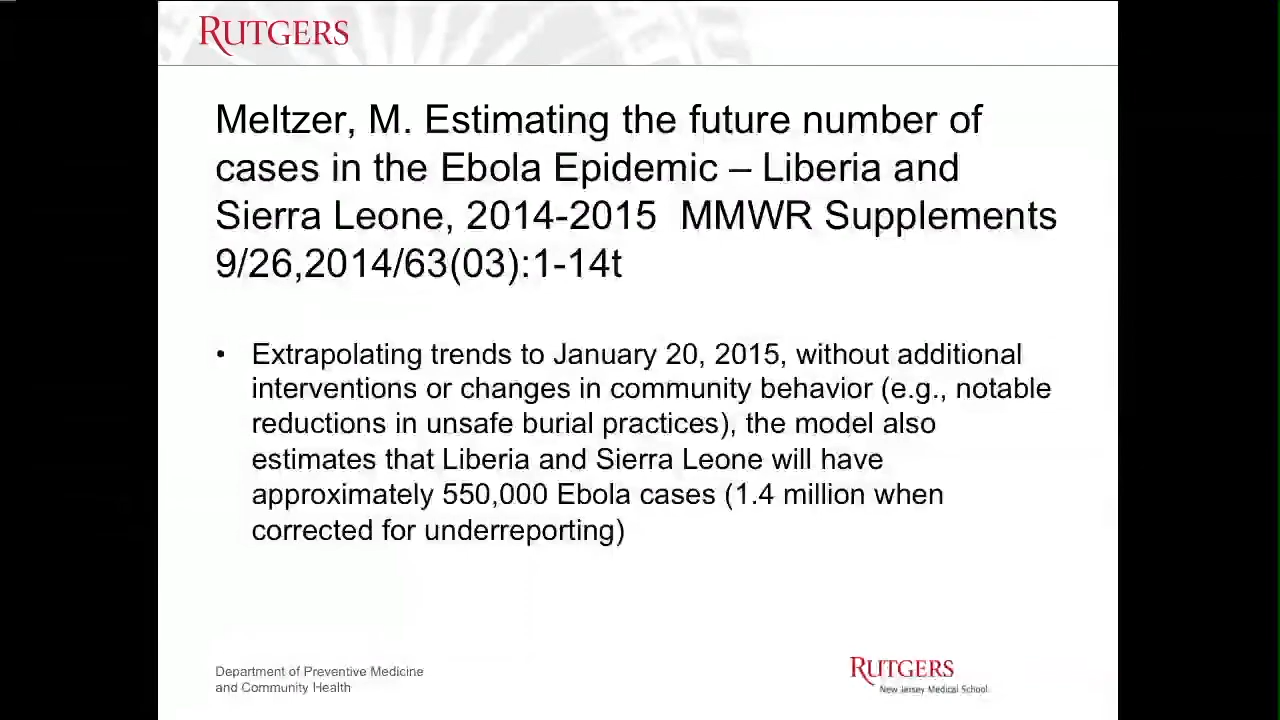 RUTGERS
Meltzer, M. Estimating the future number of
cases in the Ebola Epidemic – Liberia and
Sierra Leone, 2014-2015  MMWR Supplements
9/26,2014/63(03):1-14t
• Extrapolating trends to January 20, 2015, without additional
interventions or changes in community behavior (e.g., notable
reductions in unsafe burial practices), the model also
estimates that Liberia and Sierra Leone will have
approximately 550,000 Ebola cases (1.4 million when
corrected for underreporting)
Department of Preventive Medicine
and Community Health
RUTGERS
New Jersey Medical School